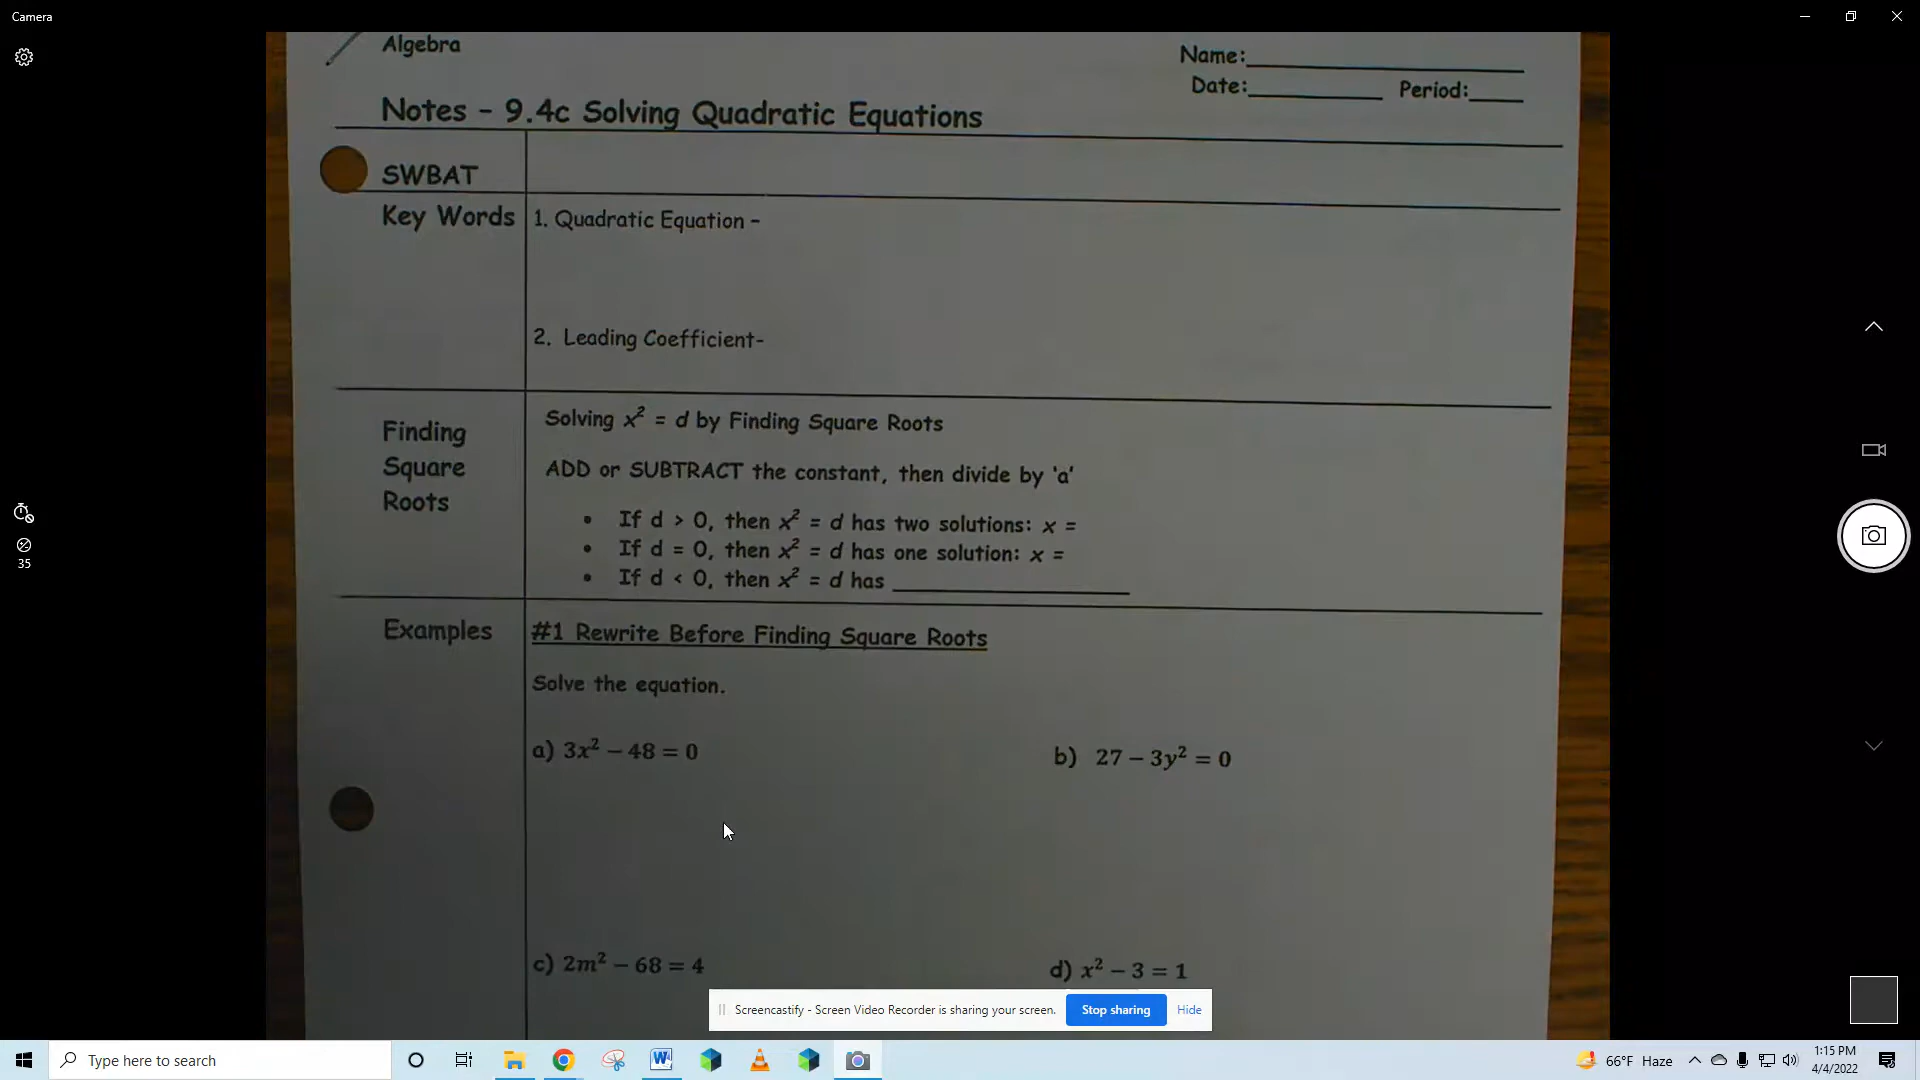 Camera
Algebra
Name:
Date: Period:
Notes - 9.4c Solving Quadratic Equations
SWBAT
Key Words
1. Quadratic Equation -
2. Leading Coefficient-
Finding
Square
Roots
Solving x² = d by Finding Square Roots
ADD or SUBTRACT the constant, then divide by 'a'
• If d > 0, then x² = d has two solutions: x =
• If d = 0, then x² = d has one solution: x =
• If d < 0, then x² = d has
Examples
#1 Rewrite Before Finding Square Roots
Solve the equation.
a) 3x² − 48 = 0
b) 27 − 3y² = 0
c) 2m² − 68 = 4
d) x² − 3 = 1
35
Screencastify - Screen Video Recorder is sharing your screen.
Stop sharing
Hide
Type here to search
66°F Haze
1:15 PM
4/4/2022